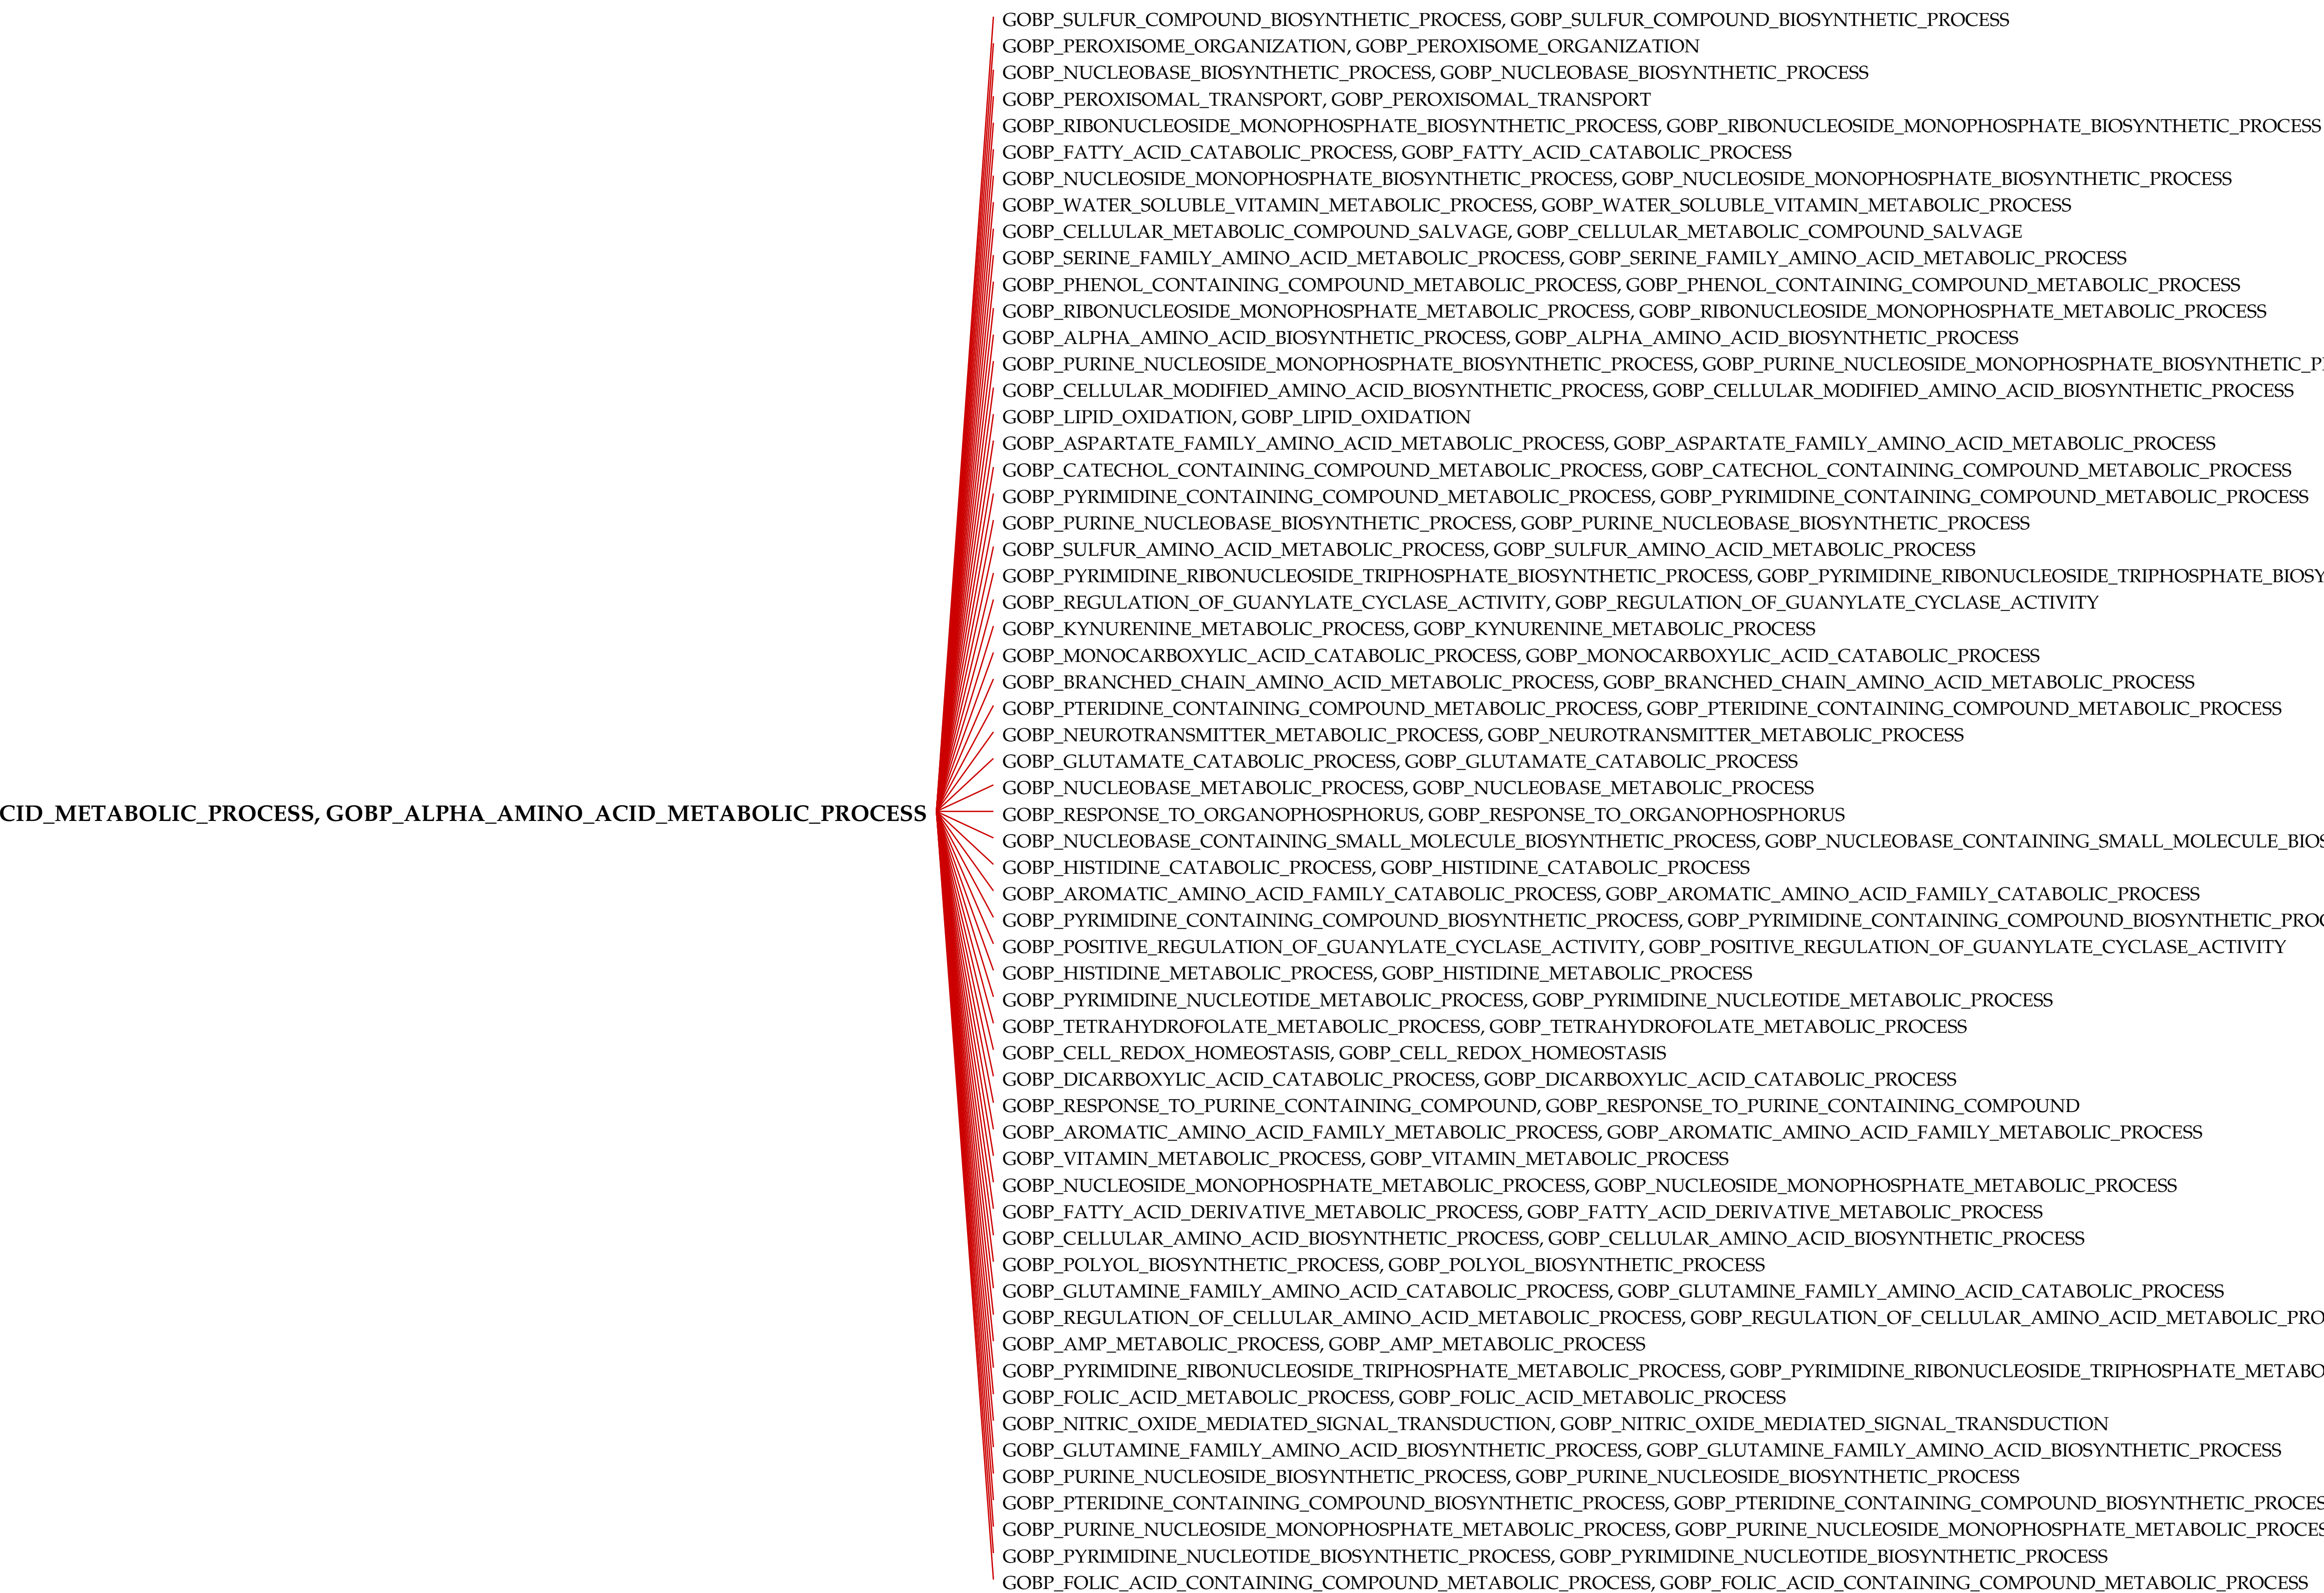 GOBP_SULFUR_COMPOUND_BIOSYNTHETIC_PROCESS, GOBP_SULFUR_COMPOUND_BIOSYNTHETIC_PROCESS
GOBP_PEROXISOME_ORGANIZATION, GOBP_PEROXISOME_ORGANIZATION
GOBP_NUCLEOBASE_BIOSYNTHETIC_PROCESS, GOBP_NUCLEOBASE_BIOSYNTHETIC_PROCESS
GOBP_PEROXISOMAL_TRANSPORT, GOBP_PEROXISOMAL_TRANSPORT
GOBP_RIBONUCLEOSIDE_MONOPHOSPHATE_BIOSYNTHETIC_PROCESS, GOBP_RIBONUCLEOSIDE_MONOPHOSPHATE_BIOSYNTHETIC_PROCESS
GOBP_FATTY_ACID_CATABOLIC_PROCESS, GOBP_FATTY_ACID_CATABOLIC_PROCESS
GOBP_NUCLEOSIDE_MONOPHOSPHATE_BIOSYNTHETIC_PROCESS, GOBP_NUCLEOSIDE_MONOPHOSPHATE_BIOSYNTHETIC_PROCESS
GOBP_WATER_SOLUBLE_VITAMIN_METABOLIC_PROCESS, GOBP_WATER_SOLUBLE_VITAMIN_METABOLIC_PROCESS
GOBP_CELLULAR_METABOLIC_COMPOUND_SALVAGE, GOBP_CELLULAR_METABOLIC_COMPOUND_SALVAGE
GOBP_SERINE_FAMILY_AMINO_ACID_METABOLIC_PROCESS, GOBP_SERINE_FAMILY_AMINO_ACID_METABOLIC_PROCESS
GOBP_PHENOL_CONTAINING_COMPOUND_METABOLIC_PROCESS, GOBP_PHENOL_CONTAINING_COMPOUND_METABOLIC_PROCESS
GOBP_RIBONUCLEOSIDE_MONOPHOSPHATE_METABOLIC_PROCESS, GOBP_RIBONUCLEOSIDE_MONOPHOSPHATE_METABOLIC_PROCESS
GOBP_ALPHA_AMINO_ACID_BIOSYNTHETIC_PROCESS, GOBP_ALPHA_AMINO_ACID_BIOSYNTHETIC_PROCESS
GOBP_PURINE_NUCLEOSIDE_MONOPHOSPHATE_BIOSYNTHETIC_PROCESS, GOBP_PURINE_NUCLEOSIDE_MONOPHOSPHATE_BIOSYNTHETIC_P
GOBP_CELLULAR_MODIFIED_AMINO_ACID_BIOSYNTHETIC_PROCESS, GOBP_CELLULAR_MODIFIED_AMINO_ACID_BIOSYNTHETIC_PROCESS
GOBP_LIPID_OXIDATION, GOBP_LIPID_OXIDATION
GOBP_ASPARTATE_FAMILY_AMINO_ACID_METABOLIC_PROCESS, GOBP_ASPARTATE_FAMILY_AMINO_ACID_METABOLIC_PROCESS
GOBP_CATECHOL_CONTAINING_COMPOUND_METABOLIC_PROCESS, GOBP_CATECHOL_CONTAINING_COMPOUND_METABOLIC_PROCESS
GOBP_PYRIMIDINE_CONTAINING_COMPOUND_METABOLIC_PROCESS, GOBP_PYRIMIDINE_CONTAINING_COMPOUND_METABOLIC_PROCESS
GOBP_PURINE_NUCLEOBASE_BIOSYNTHETIC_PROCESS, GOBP_PURINE_NUCLEOBASE_BIOSYNTHETIC_PROCESS
GOBP_SULFUR_AMINO_ACID_METABOLIC_PROCESS, GOBP_SULFUR_AMINO_ACID_METABOLIC_PROCESS
GOBP_PYRIMIDINE_RIBONUCLEOSIDE_TRIPHOSPHATE_BIOSYNTHETIC_PROCESS, GOBP_PYRIMIDINE_RIBONUCLEOSIDE_TRIPHOSPHATE_BIOSY
GOBP_REGULATION_OF_GUANYLATE_CYCLASE_ACTIVITY, GOBP_REGULATION_OF_GUANYLATE_CYCLASE_ACTIVITY
GOBP_KYNURENINE_METABOLIC_PROCESS, GOBP_KYNURENINE_METABOLIC_PROCESS
GOBP_MONOCARBOXYLIC_ACID_CATABOLIC_PROCESS, GOBP_MONOCARBOXYLIC_ACID_CATABOLIC_PROCESS
GOBP_BRANCHED_CHAIN_AMINO_ACID_METABOLIC_PROCESS, GOBP_BRANCHED_CHAIN_AMINO_ACID_METABOLIC_PROCESS
GOBP_PTERIDINE_CONTAINING_COMPOUND_METABOLIC_PROCESS, GOBP_PTERIDINE_CONTAINING_COMPOUND_METABOLIC_PROCESS
GOBP_NEUROTRANSMITTER_METABOLIC_PROCESS, GOBP_NEUROTRANSMITTER_METABOLIC_PROCESS
GOBP_GLUTAMATE_CATABOLIC_PROCESS, GOBP_GLUTAMATE_CATABOLIC_PROCESS
GOBP_NUCLEOBASE_METABOLIC_PROCESS, GOBP_NUCLEOBASE_METABOLIC_PROCESS
CID_METABOLIC_PROCESS, GOBP_ALPHA_AMINO_ACID_METABOLIC_PROCESS
GOBP_RESPONSE_TO_ORGANOPHOSPHORUS, GOBP_RESPONSE_TO_ORGANOPHOSPHORUS
GOBP_NUCLEOBASE_CONTAINING_SMALL_MOLECULE_BIOSYNTHETIC_PROCESS, GOBP_NUCLEOBASE_CONTAINING_SMALL_MOLECULE_BIOS
GOBP_HISTIDINE_CATABOLIC_PROCESS, GOBP_HISTIDINE_CATABOLIC_PROCESS
GOBP_AROMATIC_AMINO_ACID_FAMILY_CATABOLIC_PROCESS, GOBP_AROMATIC_AMINO_ACID_FAMILY_CATABOLIC_PROCESS
GOBP_PYRIMIDINE_CONTAINING_COMPOUND_BIOSYNTHETIC_PROCESS, GOBP_PYRIMIDINE_CONTAINING_COMPOUND_BIOSYNTHETIC_PROC
GOBP_POSITIVE_REGULATION_OF_GUANYLATE_CYCLASE_ACTIVITY, GOBP_POSITIVE_REGULATION_OF_GUANYLATE_CYCLASE_ACTIVITY
GOBP_HISTIDINE_METABOLIC_PROCESS, GOBP_HISTIDINE_METABOLIC_PROCESS
GOBP_PYRIMIDINE_NUCLEOTIDE_METABOLIC_PROCESS, GOBP_PYRIMIDINE_NUCLEOTIDE_METABOLIC_PROCESS
GOBP_TETRAHYDROFOLATE_METABOLIC_PROCESS, GOBP_TETRAHYDROFOLATE_METABOLIC_PROCESS
GOBP_CELL_REDOX_HOMEOSTASIS, GOBP_CELL_REDOX_HOMEOSTASIS
GOBP_DICARBOXYLIC_ACID_CATABOLIC_PROCESS, GOBP_DICARBOXYLIC_ACID_CATABOLIC_PROCESS
GOBP_RESPONSE_TO_PURINE_CONTAINING_COMPOUND, GOBP_RESPONSE_TO_PURINE_CONTAINING_COMPOUND
GOBP_AROMATIC_AMINO_ACID_FAMILY_METABOLIC_PROCESS, GOBP_AROMATIC_AMINO_ACID_FAMILY_METABOLIC_PROCESS
GOBP_VITAMIN_METABOLIC_PROCESS, GOBP_VITAMIN_METABOLIC_PROCESS
GOBP_NUCLEOSIDE_MONOPHOSPHATE_METABOLIC_PROCESS, GOBP_NUCLEOSIDE_MONOPHOSPHATE_METABOLIC_PROCESS
GOBP_FATTY_ACID_DERIVATIVE_METABOLIC_PROCESS, GOBP_FATTY_ACID_DERIVATIVE_METABOLIC_PROCESS
GOBP_CELLULAR_AMINO_ACID_BIOSYNTHETIC_PROCESS, GOBP_CELLULAR_AMINO_ACID_BIOSYNTHETIC_PROCESS
GOBP_POLYOL_BIOSYNTHETIC_PROCESS, GOBP_POLYOL_BIOSYNTHETIC_PROCESS
GOBP_GLUTAMINE_FAMILY_AMINO_ACID_CATABOLIC_PROCESS, GOBP_GLUTAMINE_FAMILY_AMINO_ACID_CATABOLIC_PROCESS
GOBP_REGULATION_OF_CELLULAR_AMINO_ACID_METABOLIC_PROCESS, GOBP_REGULATION_OF_CELLULAR_AMINO_ACID_METABOLIC_PRO
GOBP_AMP_METABOLIC_PROCESS, GOBP_AMP_METABOLIC_PROCESS
GOBP_PYRIMIDINE_RIBONUCLEOSIDE_TRIPHOSPHATE_METABOLIC_PROCESS, GOBP_PYRIMIDINE_RIBONUCLEOSIDE_TRIPHOSPHATE_METABO
GOBP_FOLIC_ACID_METABOLIC_PROCESS, GOBP_FOLIC_ACID_METABOLIC_PROCESS
GOBP_NITRIC_OXIDE_MEDIATED_SIGNAL_TRANSDUCTION, GOBP_NITRIC_OXIDE_MEDIATED_SIGNAL_TRANSDUCTION
GOBP_GLUTAMINE_FAMILY_AMINO_ACID_BIOSYNTHETIC_PROCESS, GOBP_GLUTAMINE_FAMILY_AMINO_ACID_BIOSYNTHETIC_PROCESS
GOBP_PURINE_NUCLEOSIDE_BIOSYNTHETIC_PROCESS, GOBP_PURINE_NUCLEOSIDE_BIOSYNTHETIC_PROCESS
GOBP_PTERIDINE_CONTAINING_COMPOUND_BIOSYNTHETIC_PROCESS, GOBP_PTERIDINE_CONTAINING_COMPOUND_BIOSYNTHETIC_PROCES
GOBP_PURINE_NUCLEOSIDE_MONOPHOSPHATE_METABOLIC_PROCESS, GOBP_PURINE_NUCLEOSIDE_MONOPHOSPHATE_METABOLIC_PROCES
GOBP_PYRIMIDINE_NUCLEOTIDE_BIOSYNTHETIC_PROCESS, GOBP_PYRIMIDINE_NUCLEOTIDE_BIOSYNTHETIC_PROCESS
GOBP_FOLIC_ACID_CONTAINING_COMPOUND_METABOLIC_PROCESS, GOBP_FOLIC_ACID_CONTAINING_COMPOUND_METABOLIC_PROCESS